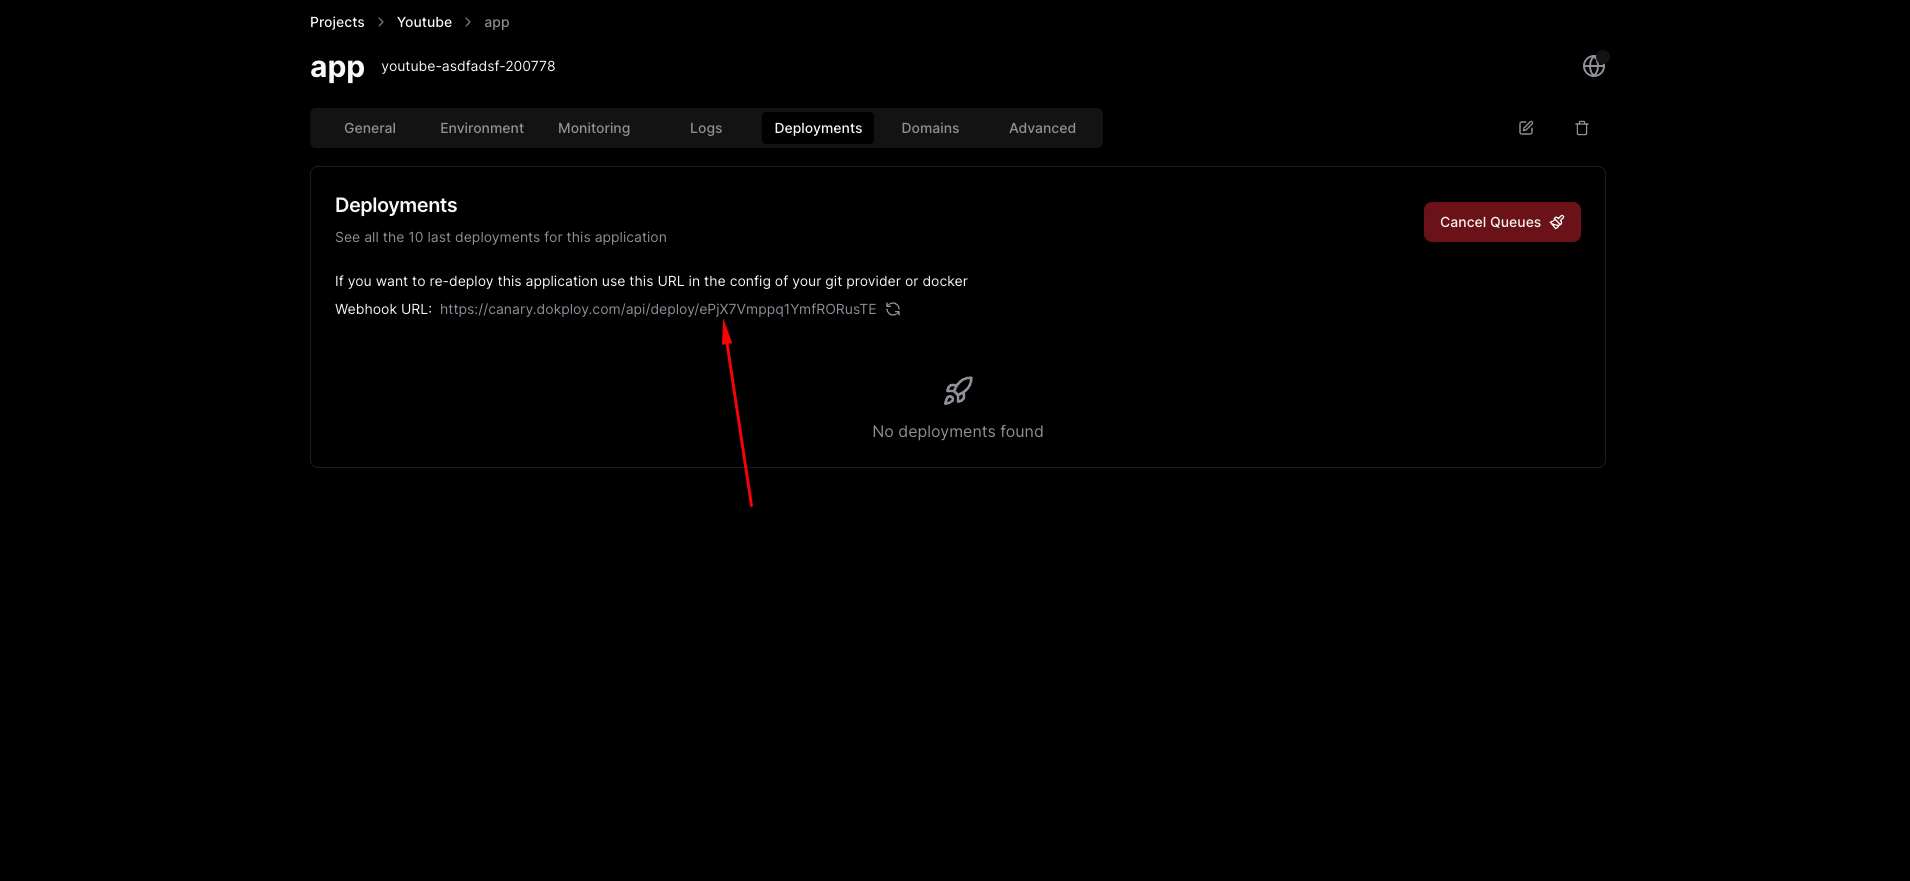 Projects > Youtube > app
app youtube-asdfadsf-200778
General Environment Monitoring Logs Deployments Domains Advanced
Deployments
See all the 10 last deployments for this application
Cancel Queues
If you want to re-deploy this application use this URL in the config of your git provider or docker
Webhook URL: https://canary.dokploy.com/api/deploy/ePjX7Vmppq1YmfRORusTE
No deployments found